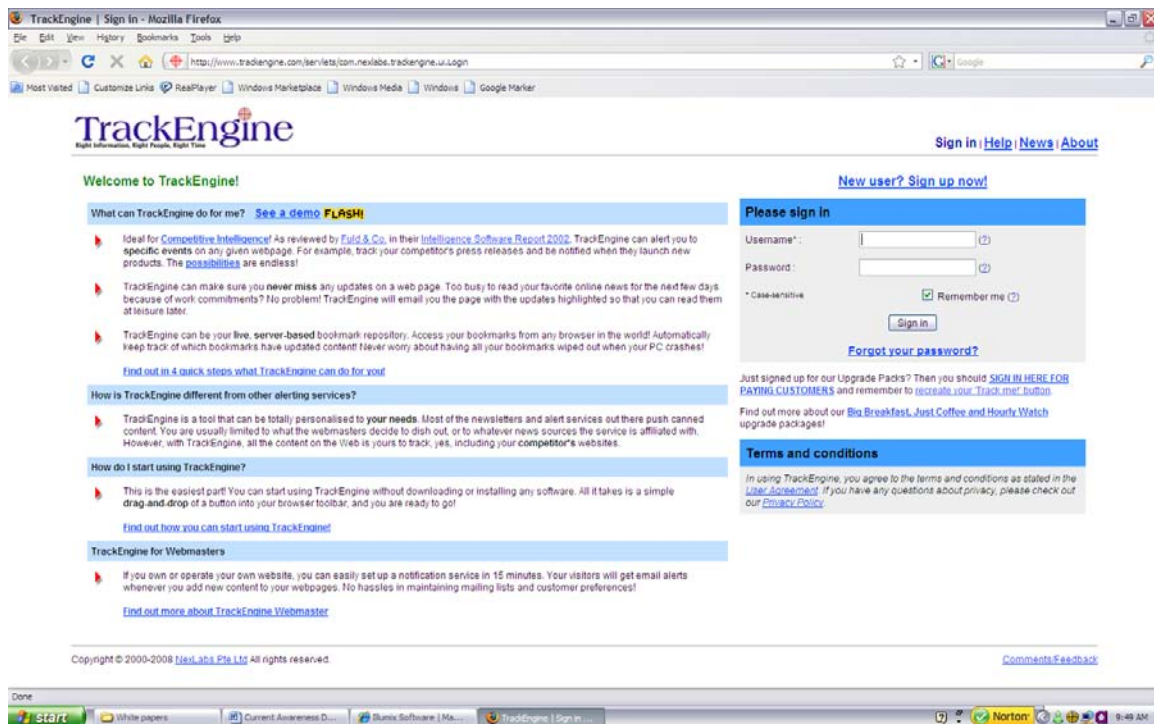 TrackEngine | Sign in - Mozilla Firefox
File Edit View History Bookmarks Tools Help
http://www.trackengine.com/servlets/com.nexlabs.trackengine.ui.Login
Google
Most Visited Customize Links RealPlayer Windows Marketplace Windows Media Windows Google Marker
TrackEngine
Right Information, Right People, Right Time
Sign in | Help | News | About
Welcome to TrackEngine!
New user? Sign up now!
What can TrackEngine do for me? See a demo FLASH!
Ideal for Competitive Intelligence! As reviewed by Fuld & Co. in their Intelligence Software Report 2002, TrackEngine can alert you to
specific events on any given webpage. For example, track your competitor's press releases and be notified when they launch new
products. The possibilities are endless!
TrackEngine can make sure you never miss any updates on a web page. Too busy to read your favorite online news for the next few days
because of work commitments? No problem! TrackEngine will email you the page with the updates highlighted so that you can read them
at leisure later.
TrackEngine can be your live, server-based bookmark repository. Access your bookmarks from any browser in the world! Automatically
keep track of which bookmarks have updated content! Never worry about having all your bookmarks wiped out when your PC crashes!
Find out in 4 quick steps what TrackEngine can do for you!
How is TrackEngine different from other alerting services?
TrackEngine is a tool that can be totally personalised to your needs. Most of the newsletters and alert services out there push canned
content. You are usually limited to what the webmasters decide to dish out, or to whatever news sources the service is affiliated with.
However, with TrackEngine, all the content on the Web is yours to track, yes, including your competitor's websites.
How do I start using TrackEngine?
This is the easiest part! You can start using TrackEngine without downloading or installing any software. All it takes is a simple
drag-and-drop of a button into your browser toolbar, and you are ready to go!
Find out how you can start using TrackEngine!
TrackEngine for Webmasters
If you own or operate your own website, you can easily set up a notification service in 15 minutes. Your visitors will get email alerts
whenever you add new content to your webpages. No hassles in maintaining mailing lists and customer preferences!
Find out more about TrackEngine Webmaster
Please sign in
Username* : (?)
Password : (?)
* Case-sensitive Remember me (?)
Sign in
Forgot your password?
Just signed up for our Upgrade Packs? Then you should SIGN IN HERE FOR
PAYING CUSTOMERS and remember to recreate your 'Track me!' button.
Find out more about our Big Breakfast, Just Coffee and Hourly Watch
upgrade packages!
Terms and conditions
In using TrackEngine, you agree to the terms and conditions as stated in the
User Agreement. If you have any questions about privacy, please check out
our Privacy Policy.
Copyright © 2000-2008 NexLabs Pte Ltd All rights reserved.
Comments/Feedback
Done
start White papers Current Awareness D... Illumix Software | Ma... TrackEngine | Sign in ... Norton 9:49 AM